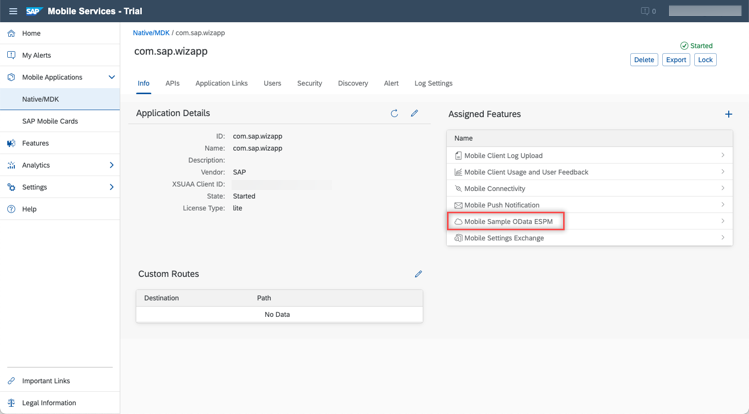 SAP Mobile Services - Trial
0
Home
My Alerts
Mobile Applications
Native/MDK
SAP Mobile Cards
Features
Analytics
Settings
Help
Important Links
Legal Information
Native/MDK / com.sap.wizapp
com.sap.wizapp
Started
Delete Export Lock
Info APIs Application Links Users Security Discovery Alert Log Settings
Application Details
ID: com.sap.wizapp
Name: com.sap.wizapp
Description:
Vendor: SAP
XSUAA Client ID:
State: Started
License Type: lite
Custom Routes
Destination Path
No Data
Assigned Features
Name
Mobile Client Log Upload
Mobile Client Usage and User Feedback
Mobile Connectivity
Mobile Push Notification
Mobile Sample OData ESPM
Mobile Settings Exchange